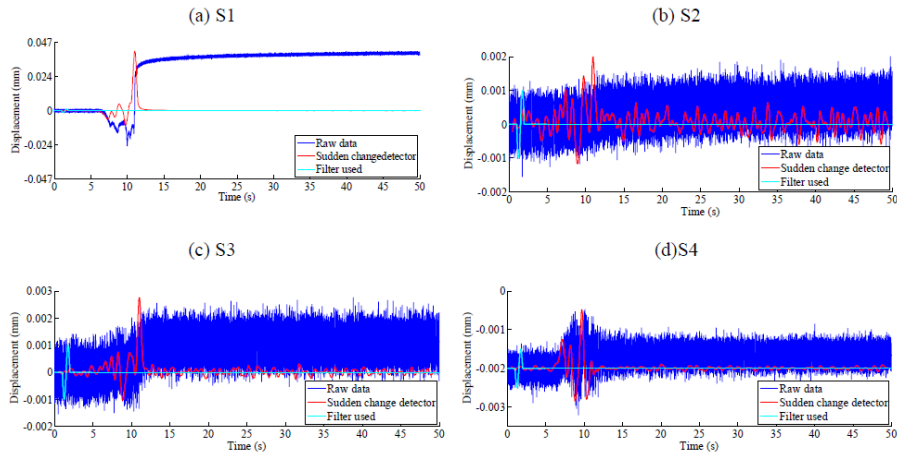 (a) S1
0.047
0.024
0
-0.024
-0.047
Displacement (mm)
0 5 10 15 20 25 30 35 40 45 50
Time (s)
Raw data
Sudden changedetector
Filter used
(b) S2
0.002
0.001
0
-0.001
-0.002
Displacement (mm)
0 5 10 15 20 25 30 35 40 45 50
Time (s)
Raw data
Sudden change detector
Filter used
(c) S3
0.003
0.002
0.001
0
-0.001
-0.002
Displacement (mm)
0 5 10 15 20 25 30 35 40 45 50
Time (s)
Raw data
Sudden change detector
Filter used
(d)S4
0
-0.001
-0.002
-0.003
Displacement (mm)
0 5 10 15 20 25 30 35 40 45 50
Time (s)
Raw data
Sudden change detector
Filter used